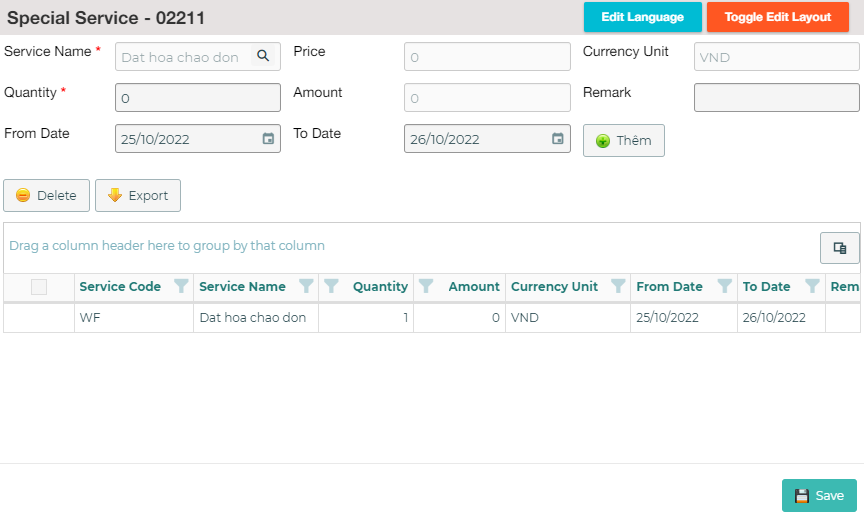 Special Service - 02211
Edit Language
Toggle Edit Layout
Service Name *
Dat hoa chao don
Price
0
Currency Unit
VND
Quantity *
0
Amount
0
Remark
From Date
25/10/2022
To Date
26/10/2022
Thêm
Delete
Export
Drag a column header here to group by that column
Service Code Service Name Quantity Amount Currency Unit From Date To Date Rem
WF Dat hoa chao don 1 0 VND 25/10/2022 26/10/2022
Save